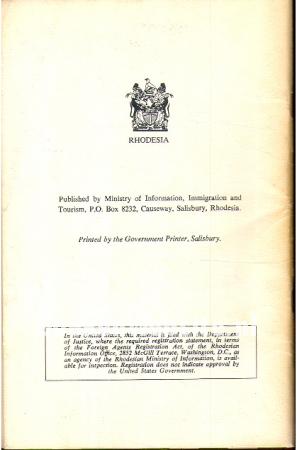 RHODESIA
Published by Ministry of Information, Immigration and
Tourism, P.O. Box 8232, Causeway, Salisbury, Rhodesia.
Printed by the Government Printer, Salisbury.
In the United States, this material is filed with the Department
of Justice, where the required registration statement, in terms
of the Foreign Agents Registration Act, of the Rhodesian
Information Office, 2852 McGill Terrace, Washington, D.C., as
an agency of the Rhodesian Ministry of Information, is avail-
able for inspection. Registration does not indicate approval by
the United States Government.